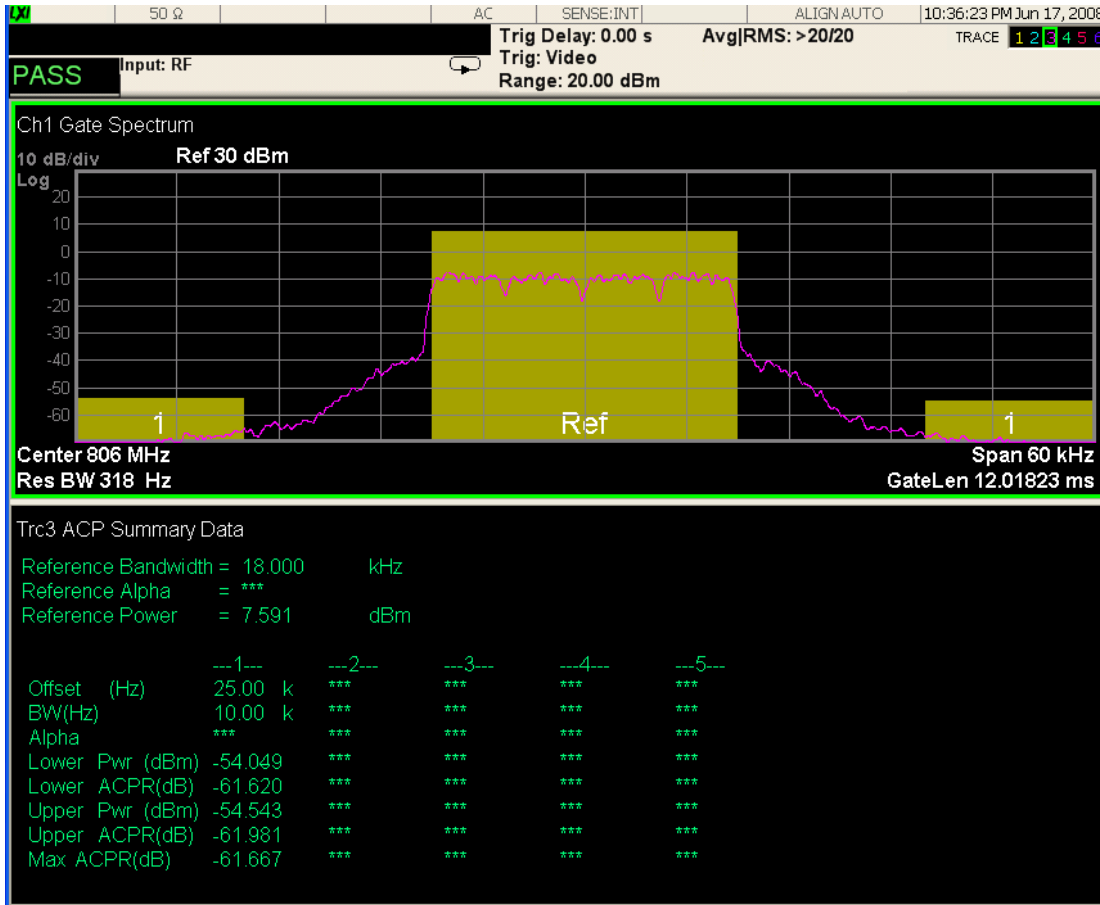 LXI 50 Ω AC SENSE:INT ALIGN AUTO 10:36:23 PM Jun 17, 2008
Trig Delay: 0.00 s Avg|RMS: >20/20 TRACE 1 2 3 4 5 6
PASS Input: RF Trig: Video
Range: 20.00 dBm
Ch1 Gate Spectrum
10 dB/div Ref 30 dBm
Log
20
10
0
-10
-20
-30
-40
-50
-60
1 Ref 1
Center 806 MHz Span 60 kHz
Res BW 318 Hz GateLen 12.01823 ms
Trc3 ACP Summary Data
Reference Bandwidth = 18.000 kHz
Reference Alpha = ***
Reference Power = 7.591 dBm
---1--- ---2--- ---3--- ---4--- ---5---
Offset (Hz) 25.00 k *** *** *** ***
BW(Hz) 10.00 k *** *** *** ***
Alpha *** *** *** *** ***
Lower Pwr (dBm) -54.049 *** *** *** ***
Lower ACPR(dB) -61.620 *** *** *** ***
Upper Pwr (dBm) -54.543 *** *** *** ***
Upper ACPR(dB) -61.981 *** *** *** ***
Max ACPR(dB) -61.667 *** *** *** ***